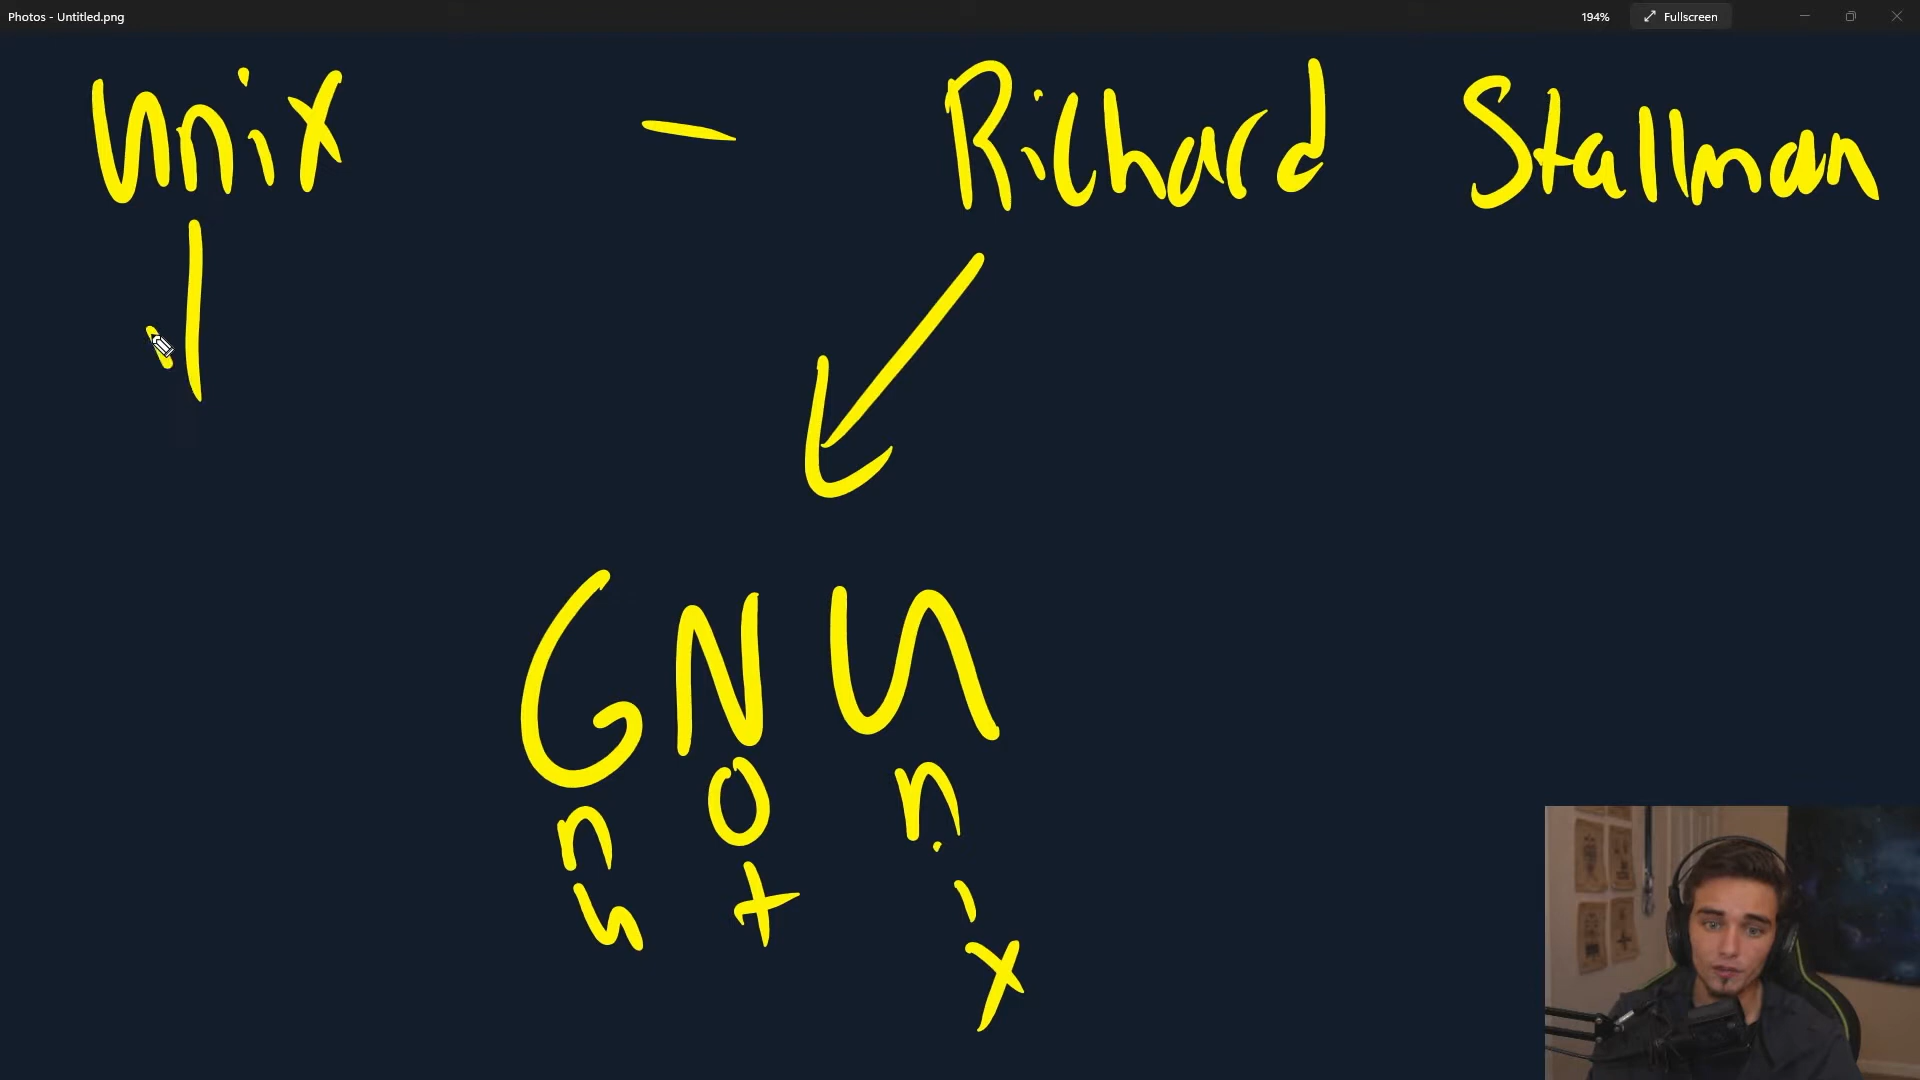 Photos - Untitled.png
194%
Fullscreen
Unix - Richard Stallman
GNU
n o n
u t i
x